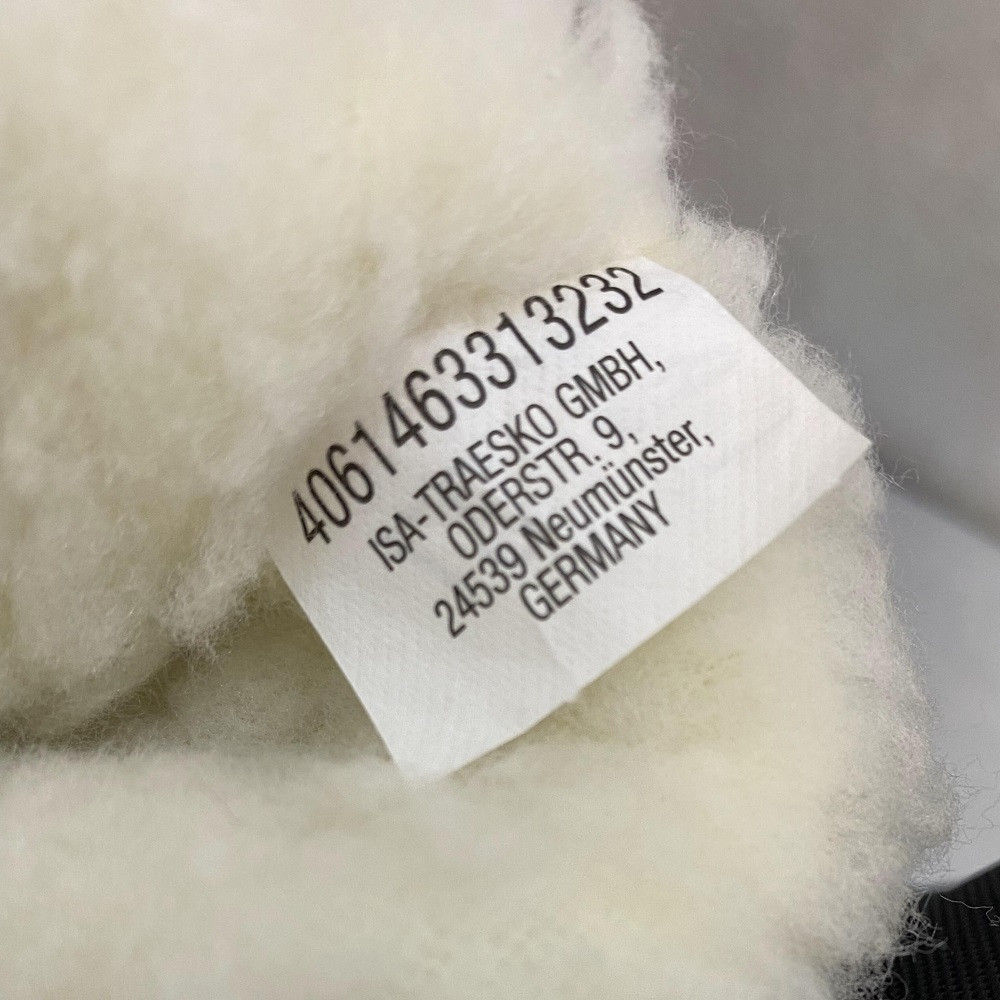 4061463313232
ISA-TRAESKO GMBH,
ODERSTR. 9,
24539 Neumünster,
GERMANY